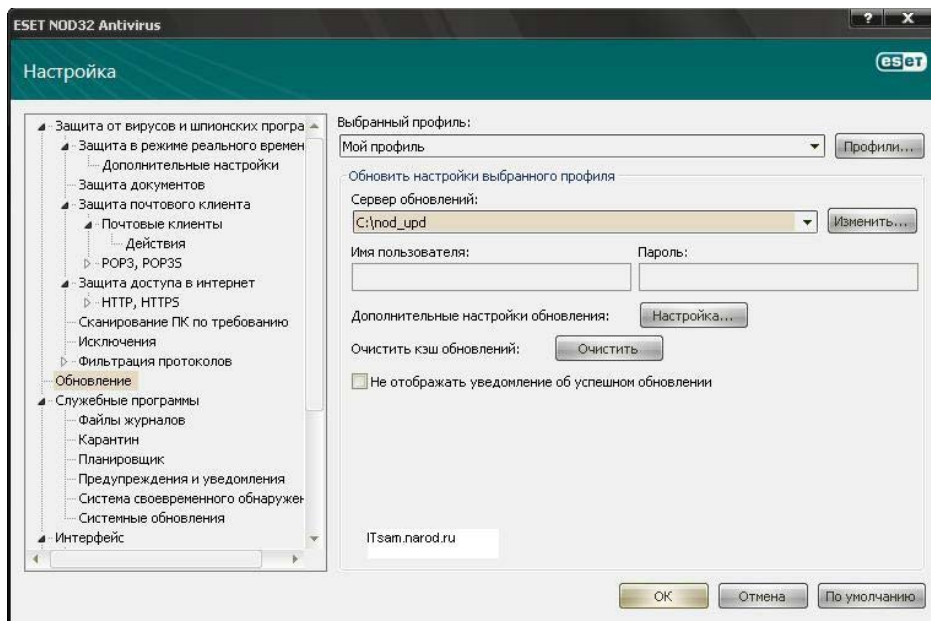 ESET NOD32 Antivirus
Настройка
eset
Защита от вирусов и шпионских програ
Защита в режиме реального времен
Дополнительные настройки
Защита документов
Защита почтового клиента
Почтовые клиенты
Действия
POP3, POP3S
Защита доступа в интернет
HTTP, HTTPS
Сканирование ПК по требованию
Исключения
Фильтрация протоколов
Обновление
Служебные программы
Файлы журналов
Карантин
Планировщик
Предупреждения и уведомления
Система своевременного обнаружен
Системные обновления
Интерфейс
Выбранный профиль:
Мой профиль
Профили...
Обновить настройки выбранного профиля
Сервер обновлений:
C:\nod_upd
Изменить...
Имя пользователя:
Пароль:
Дополнительные настройки обновления:
Настройка...
Очистить кэш обновлений:
Очистить
Не отображать уведомление об успешном обновлении
ITsam.narod.ru
OK
Отмена
По умолчанию